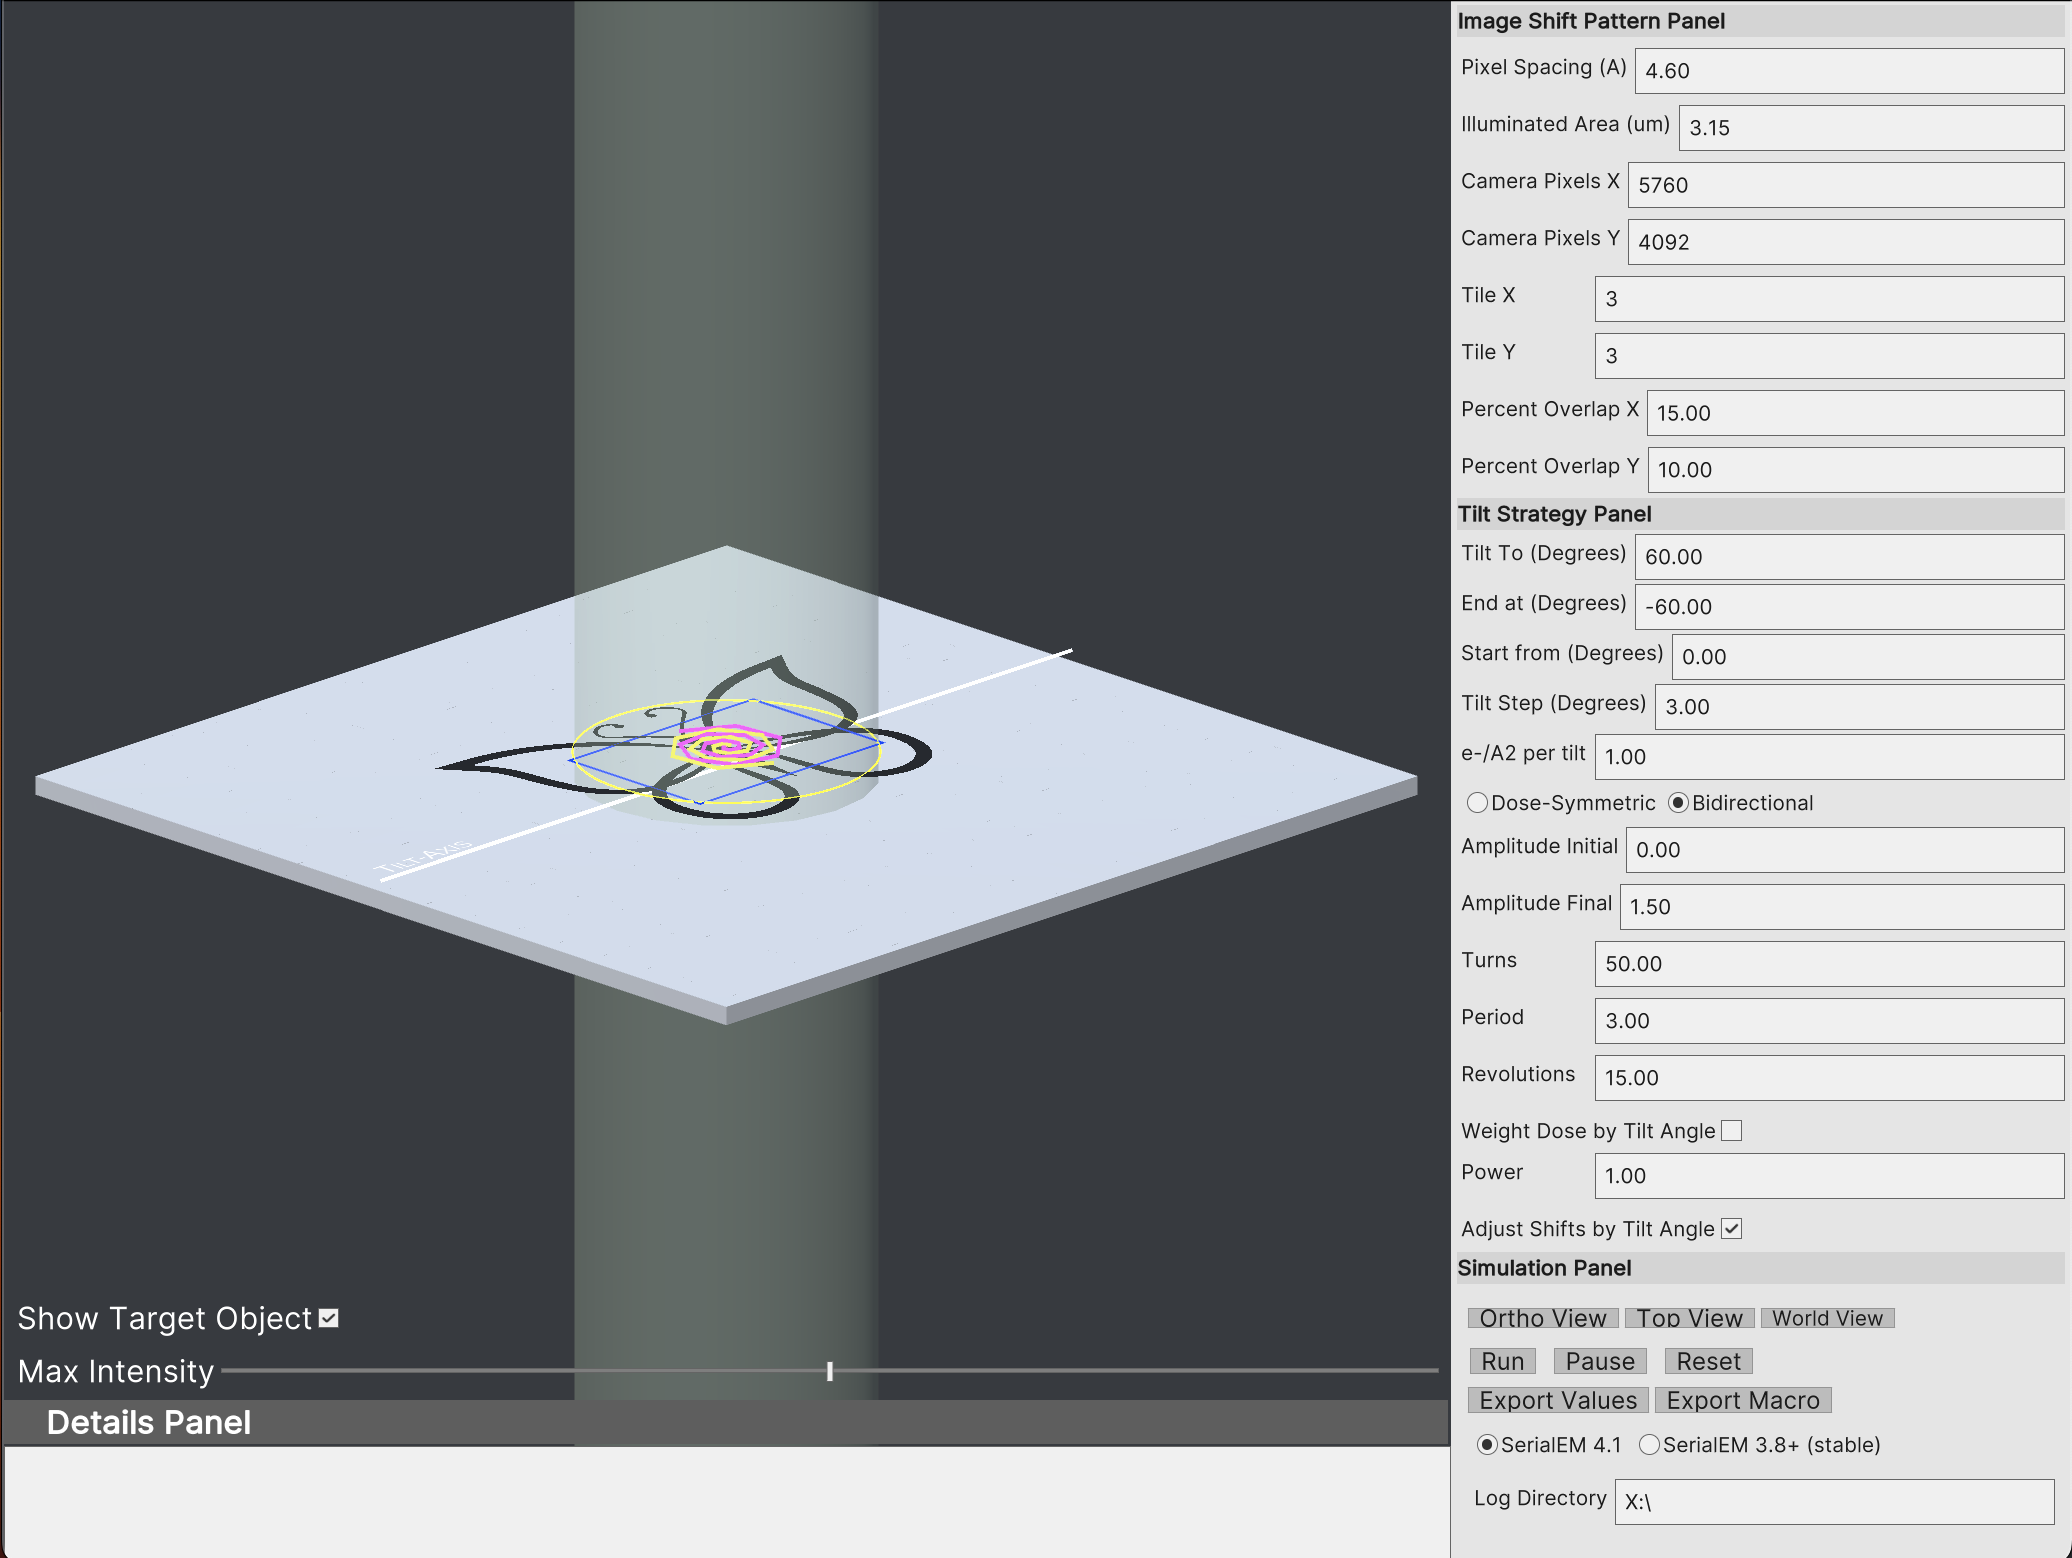 Image Shift Pattern Panel
Pixel Spacing (A) 4.60
Illuminated Area (um) 3.15
Camera Pixels X 5760
Camera Pixels Y 4092
Tile X 3
Tile Y 3
Percent Overlap X 15.00
Percent Overlap Y 10.00
Tilt Strategy Panel
Tilt To (Degrees) 60.00
End at (Degrees) -60.00
Start from (Degrees) 0.00
Tilt Step (Degrees) 3.00
e-/A2 per tilt 1.00
Dose-Symmetric Bidirectional
Amplitude Initial 0.00
Amplitude Final 1.50
Turns 50.00
Period 3.00
Revolutions 15.00
Weight Dose by Tilt Angle
Power 1.00
Adjust Shifts by Tilt Angle
Simulation Panel
Ortho View Top View World View
Run Pause Reset
Export Values Export Macro
SerialEM 4.1 SerialEM 3.8+ (stable)
Log Directory X:\
Tilt-Axis
Show Target Object
Max Intensity
Details Panel